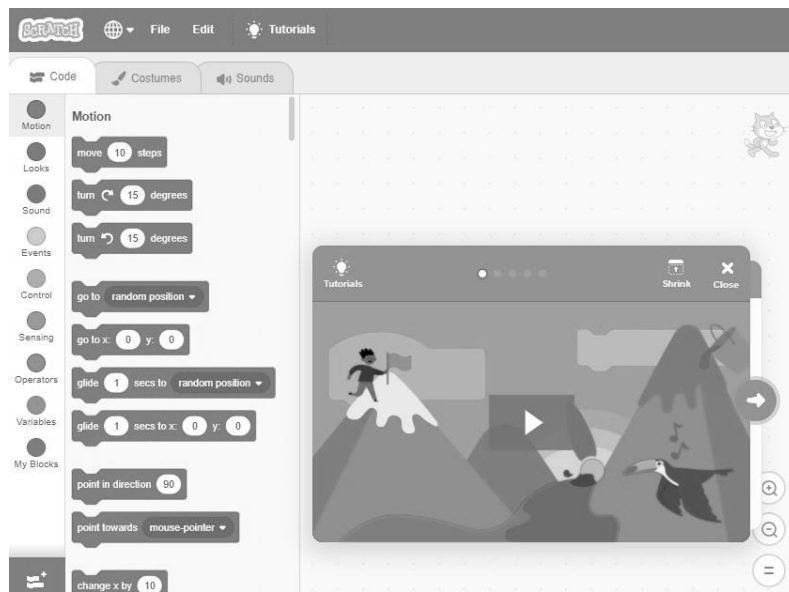 SCRATCH File Edit Tutorials
Code Costumes Sounds
Motion
Looks
Sound
Events
Control
Sensing
Operators
Variables
My Blocks
Motion
move 10 steps
turn 15 degrees
turn 15 degrees
go to random position
go to x: 0 y: 0
glide 1 secs to random position
glide 1 secs to x: 0 y: 0
point in direction 90
point towards mouse-pointer
change x by 10
Tutorials Shrink Close